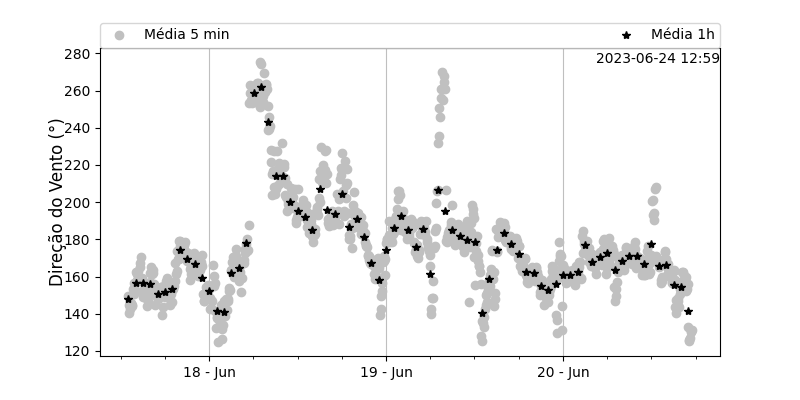 Média 5 min
Média 1h
2023-06-24 12:59
Direção do Vento (°)
280
260
240
220
200
180
160
140
120
18 - Jun
19 - Jun
20 - Jun